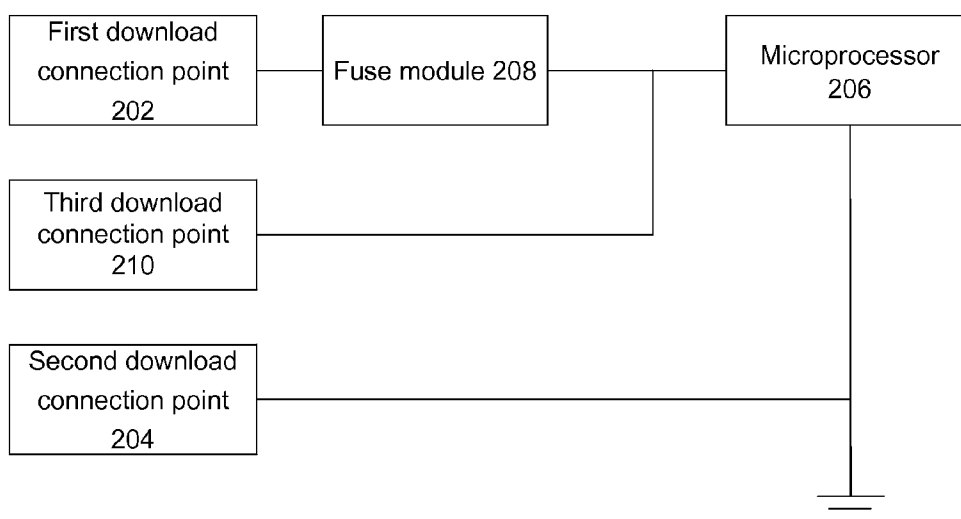 First download
connection point
202
Fuse module 208
Microprocessor
206
Third download
connection point
210
Second download
connection point
204